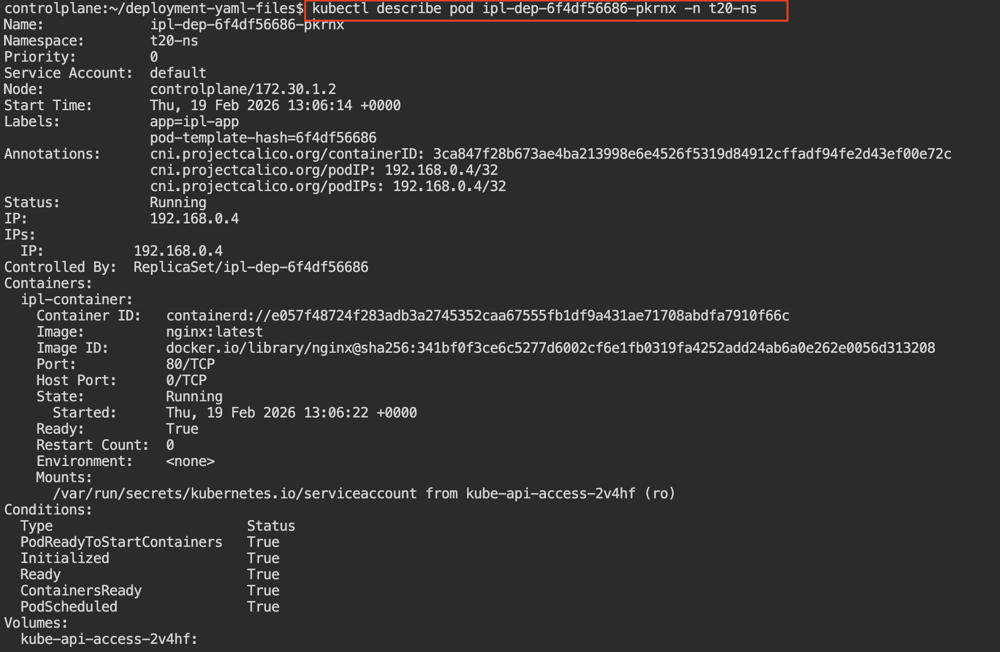 controlplane:~/deployment-yaml-files$ kubectl describe pod ipl-dep-6f4df56686-pkrnx -n t20-ns
Name:             ipl-dep-6f4df56686-pkrnx
Namespace:        t20-ns
Priority:         0
Service Account:  default
Node:             controlplane/172.30.1.2
Start Time:       Thu, 19 Feb 2026 13:06:14 +0000
Labels:           app=ipl-app
                  pod-template-hash=6f4df56686
Annotations:      cni.projectcalico.org/containerID: 3ca847f28b673ae4ba213998e6e4526f5319d84912cffadf94fe2d43ef00e72c
                  cni.projectcalico.org/podIP: 192.168.0.4/32
                  cni.projectcalico.org/podIPs: 192.168.0.4/32
Status:           Running
IP:               192.168.0.4
IPs:
  IP:           192.168.0.4
Controlled By:  ReplicaSet/ipl-dep-6f4df56686
Containers:
  ipl-container:
    Container ID:   containerd://e057f48724f283adb3a2745352caa67555fb1df9a431ae71708abdfa7910f66c
    Image:          nginx:latest
    Image ID:       docker.io/library/nginx@sha256:341bf0f3ce6c5277d6002cf6e1fb0319fa4252add24ab6a0e262e0056d313208
    Port:           80/TCP
    Host Port:      0/TCP
    State:          Running
      Started:      Thu, 19 Feb 2026 13:06:22 +0000
    Ready:          True
    Restart Count:  0
    Environment:    <none>
    Mounts:
      /var/run/secrets/kubernetes.io/serviceaccount from kube-api-access-2v4hf (ro)
Conditions:
  Type                        Status
  PodReadyToStartContainers   True
  Initialized                 True
  Ready                       True
  ContainersReady             True
  PodScheduled                True
Volumes:
  kube-api-access-2v4hf: